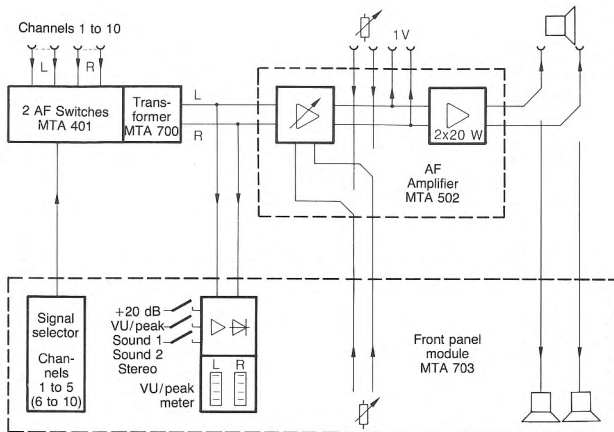 Channels 1 to 10
1V
L
R
2 AF Switches
MTA 401
Trans-
former
MTA 700
L
R
2x20 W
AF
Amplifier
MTA 502
Signal
selector
Chan-
nels
1 to 5
(6 to 10)
+20 dB
VU/peak
Sound 1
Sound 2
Stereo
L R
VU/peak
meter
Front panel
module
MTA 703